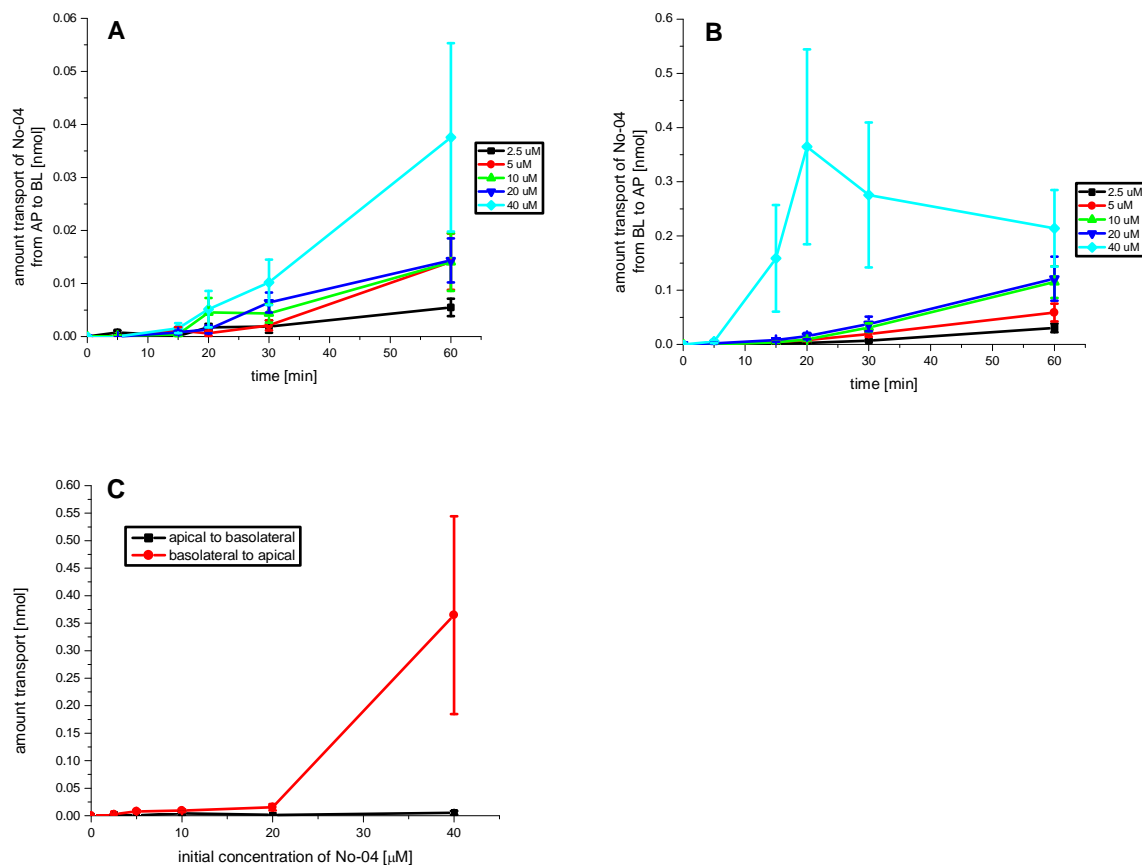 A
0.06
0.05
0.04
0.03
0.02
0.01
0.00
amount transport of No-04
from AP to BL [nmol]
0 10 20 30 40 50 60
time [min]
2.5 uM
5 uM
10 uM
20 uM
40 uM
B
0.6
0.5
0.4
0.3
0.2
0.1
0.0
amount transport of No-04
from BL to AP [nmol]
0 10 20 30 40 50 60
time [min]
2.5 uM
5 uM
10 uM
20 uM
40 uM
C
0.60
0.55
0.50
0.45
0.40
0.35
0.30
0.25
0.20
0.15
0.10
0.05
0.00
amount transport [nmol]
apical to basolateral
basolateral to apical
0 10 20 30 40
initial concentration of No-04 [μM]